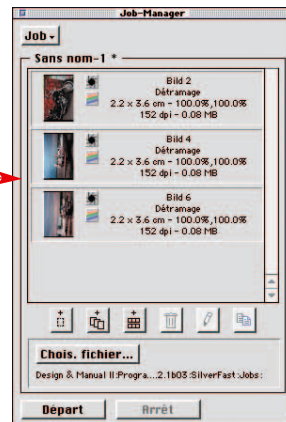 Job-Manager
Job
Sans nom-1 *
Bild 2
Détramage
2.2 x 3.6 cm - 100.0%,100.0%
152 dpi - 0.08 MB
Bild 4
Détramage
2.2 x 3.6 cm - 100.0%,100.0%
152 dpi - 0.08 MB
Bild 6
Détramage
2.2 x 3.6 cm - 100.0%,100.0%
152 dpi - 0.08 MB
Chois. fichier...
Design & Manual II:Progra....2.1b03:SilverFast:Jobs:
Départ Arrêt